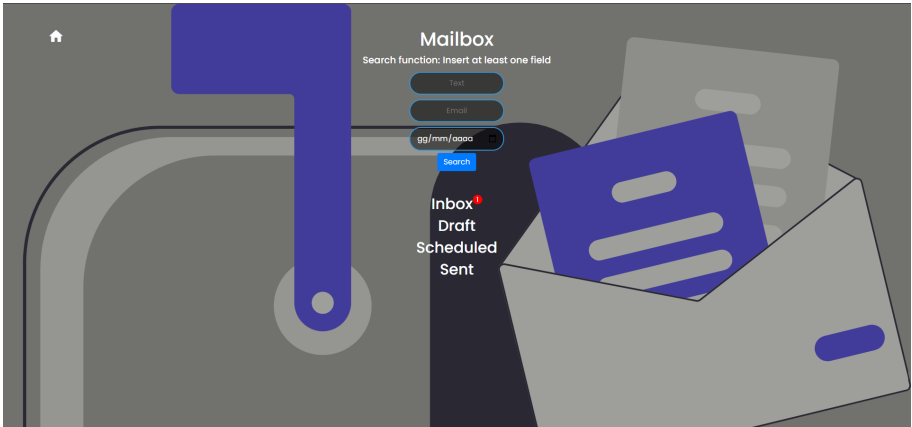 Mailbox
Search function: Insert at least one field
Text
Email
gg/mm/aaaa
Search
Inbox 1
Draft
Scheduled
Sent